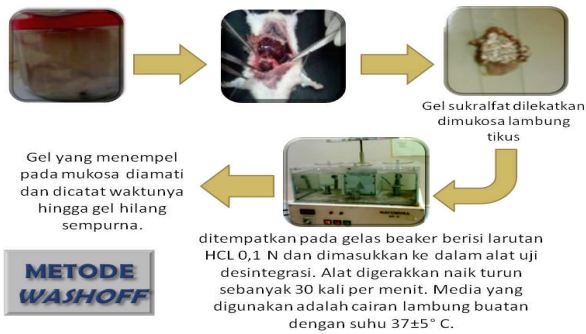 Gel sukralfat dilekatkan
dimukosa lambung
tikus
Gel yang menempel
pada mukosa diamati
dan dicatat waktunya
hingga gel hilang
sempurna.
ditempatkan pada gelas beaker berisi larutan
HCL 0,1 N dan dimasukkan ke dalam alat uji
desintegrasi. Alat digerakkan naik turun
sebanyak 30 kali per menit. Media yang
digunakan adalah cairan lambung buatan
dengan suhu 37±5° C.
METODE
WASHOFF